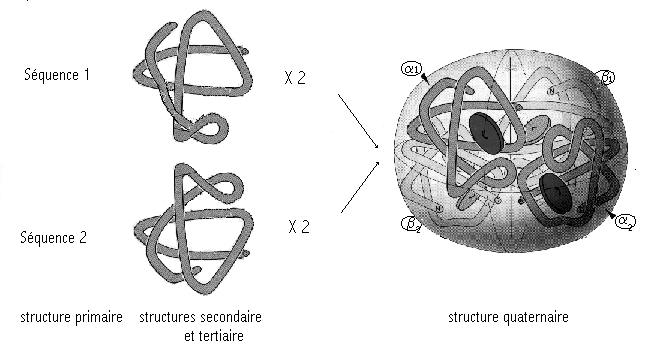 Séquence 1
X 2
α1
β1
Séquence 2
X 2
β2
α2
structure primaire
structures secondaire
et tertiaire
structure quaternaire